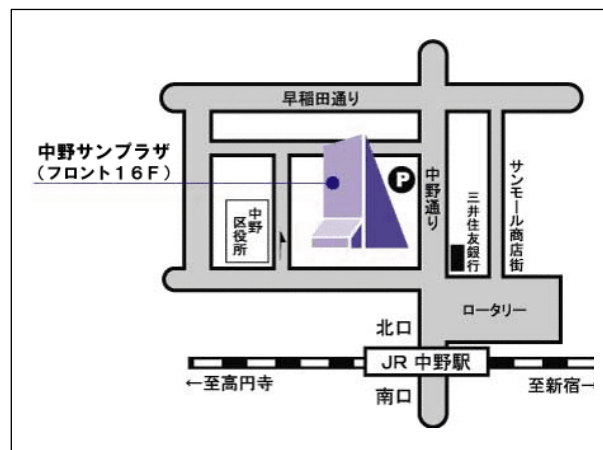 早稲田通り
中野サンプラザ
(フロント16F)
P
中野通り
三井住友銀行
サンモール商店街
中野
区役所
ロータリー
北口
JR 中野駅
←至高円寺
至新宿→
南口